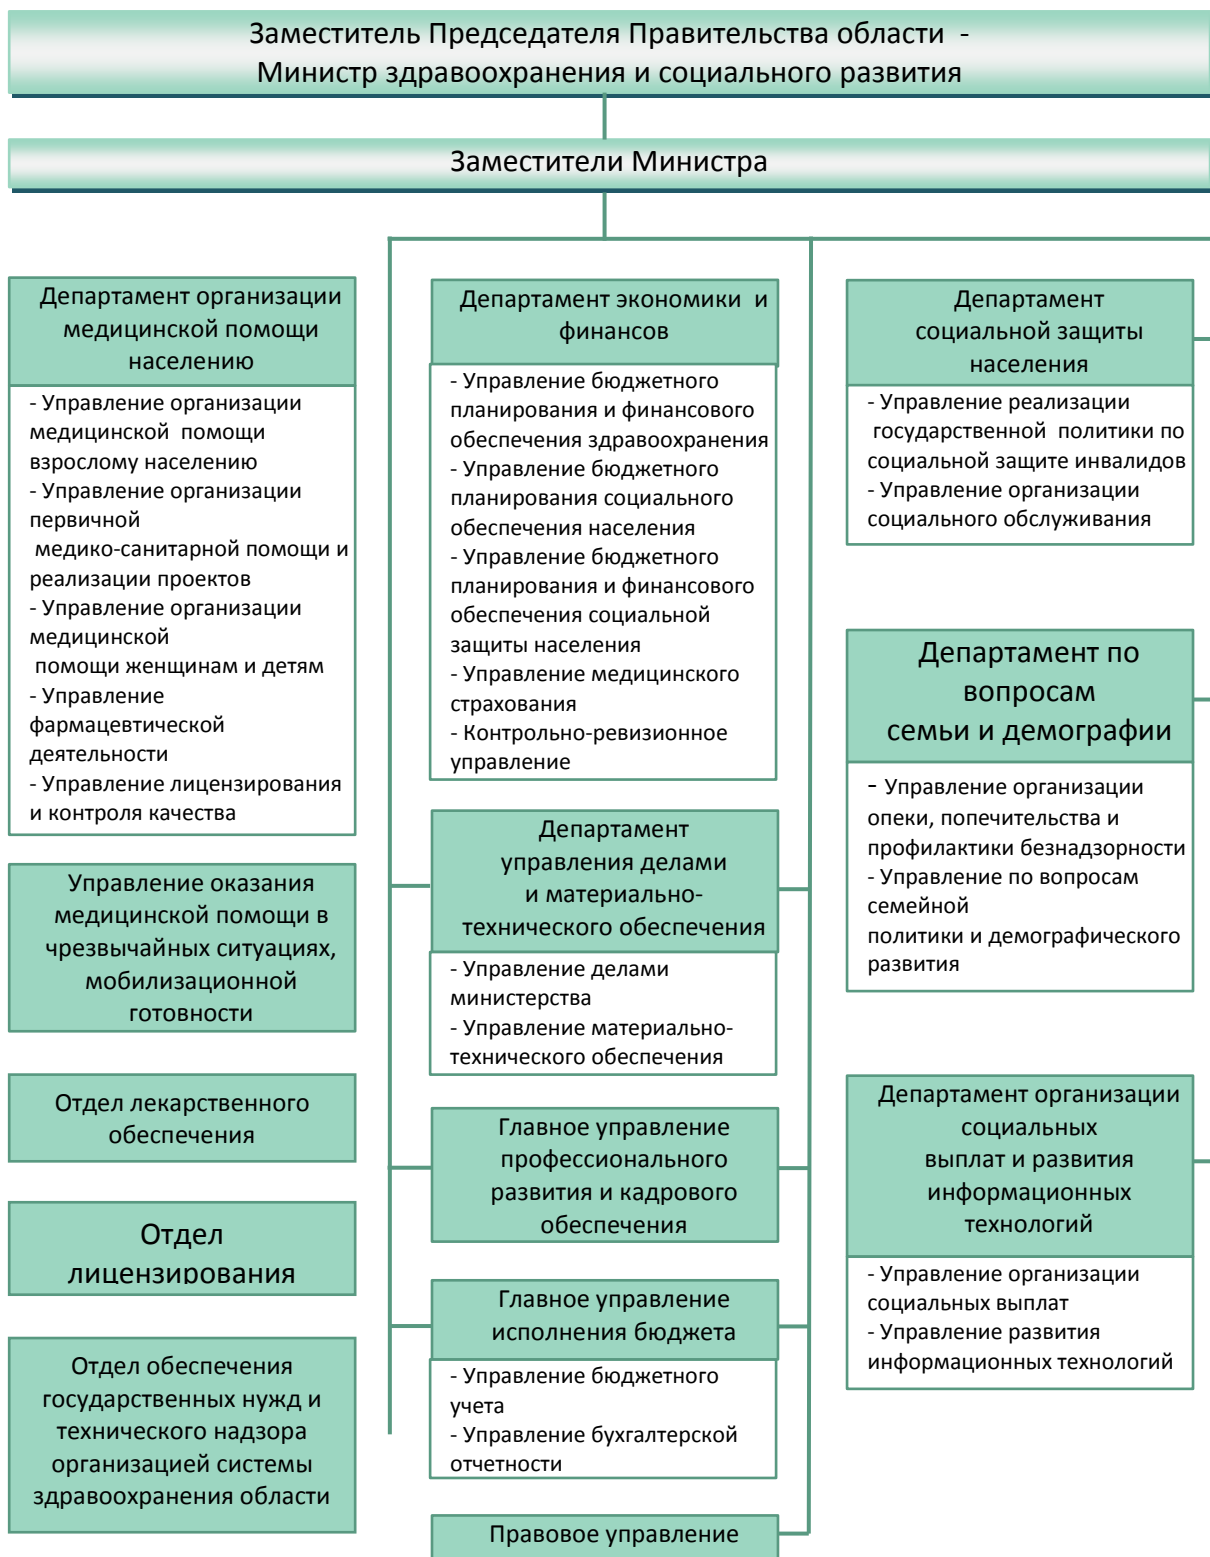 Заместитель Председателя Правительства области -
Министр здравоохранения и социального развития
Заместители Министра
Департамент организации
медицинской помощи
населению
- Управление организации
медицинской помощи
взрослому населению
- Управление организации
первичной
медико-санитарной помощи и
реализации проектов
- Управление организации
медицинской
помощи женщинам и детям
- Управление
фармацевтической
деятельности
- Управление лицензирования
и контроля качества
Управление оказания
медицинской помощи в
чрезвычайных ситуациях,
мобилизационной
готовности
Отдел лекарственного
обеспечения
Отдел
лицензирования
Отдел обеспечения
государственных нужд и
технического надзора
организацией системы
здравоохранения области
Департамент экономики и
финансов
- Управление бюджетного
планирования и финансового
обеспечения здравоохранения
- Управление бюджетного
планирования социального
обеспечения населения
- Управление бюджетного
планирования и финансового
обеспечения социальной
защиты населения
- Управление медицинского
страхования
- Контрольно-ревизионное
управление
Департамент
управления делами
и материально-
технического обеспечения
- Управление делами
министерства
- Управление материально-
технического обеспечения
Главное управление
профессионального
развития и кадрового
обеспечения
Главное управление
исполнения бюджета
- Управление бюджетного
учета
- Управление бухгалтерской
отчетности
Правовое управление
Департамент
социальной защиты
населения
- Управление реализации
государственной политики по
социальной защите инвалидов
- Управление организации
социального обслуживания
Департамент по
вопросам
семьи и демографии
- Управление организации
опеки, попечительства и
профилактики безнадзорности
- Управление по вопросам
семейной
политики и демографического
развития
Департамент организации
социальных
выплат и развития
информационных
технологий
- Управление организации
социальных выплат
- Управление развития
информационных технологий